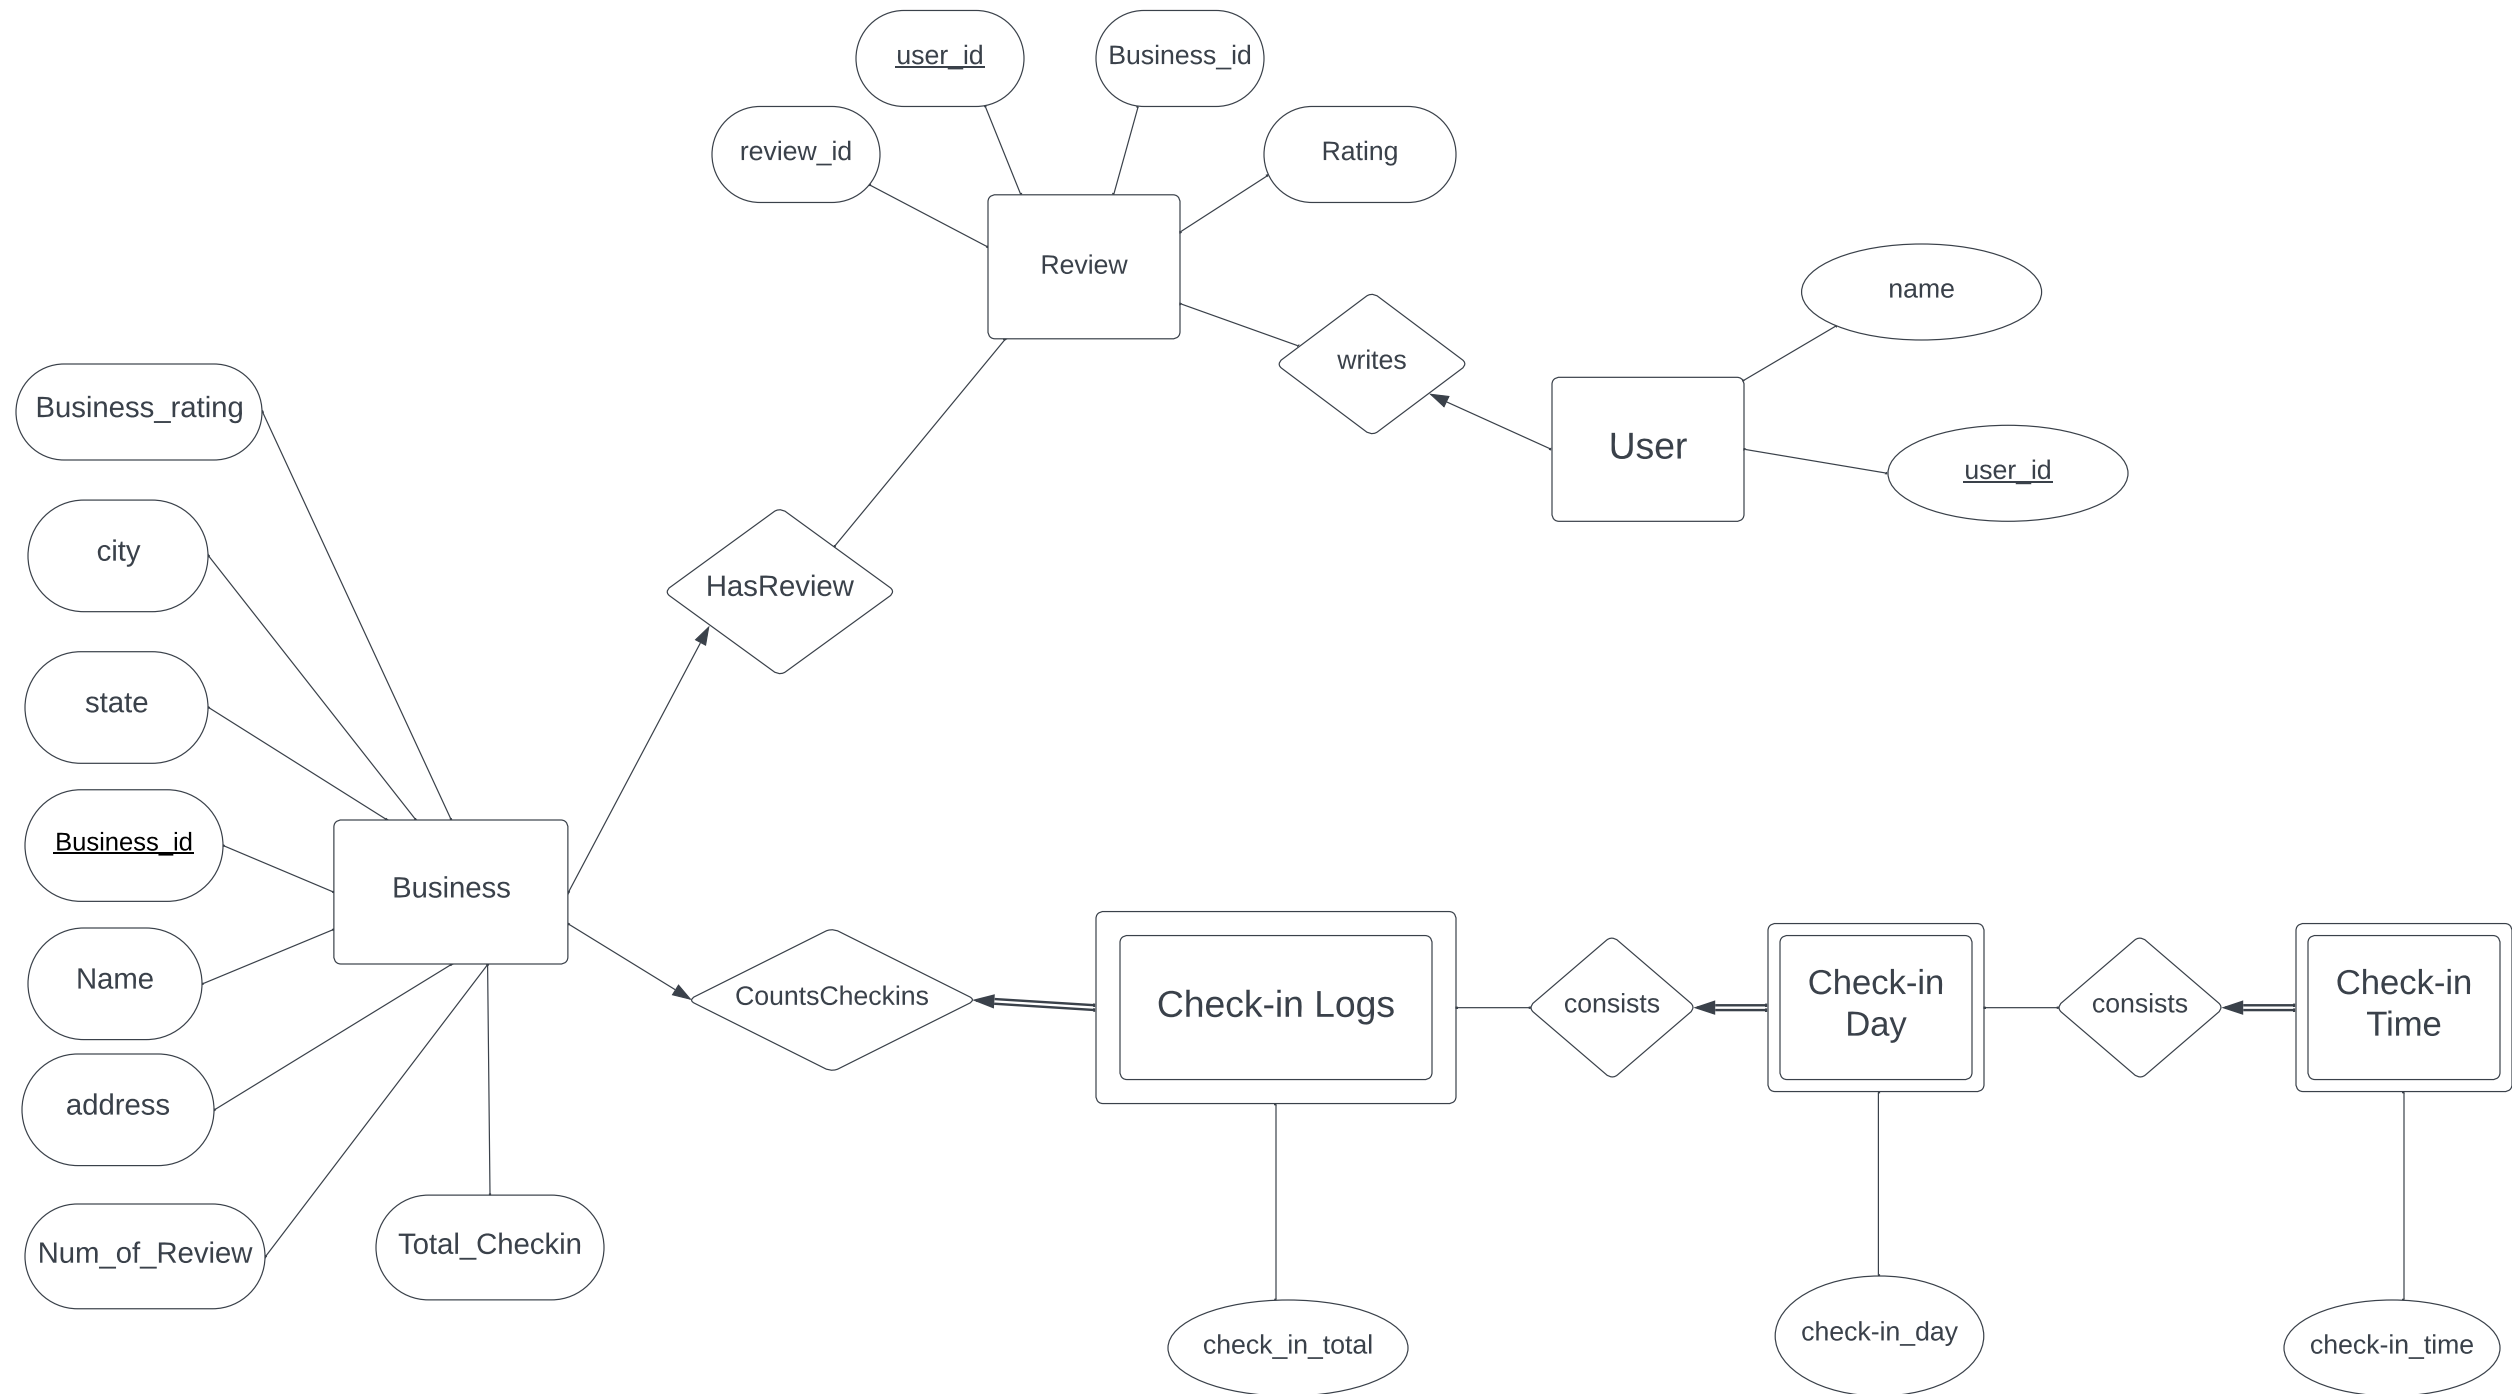 user_id
Business_id
review_id
Rating
Review
name
writes
Business_rating
User
user_id
city
HasReview
state
Business_id
Business
Name
CountsCheckins
Check-in Logs
consists
Check-in
Day
consists
Check-in
Time
address
Num_of_Review
Total_Checkin
check_in_total
check-in_day
check-in_time